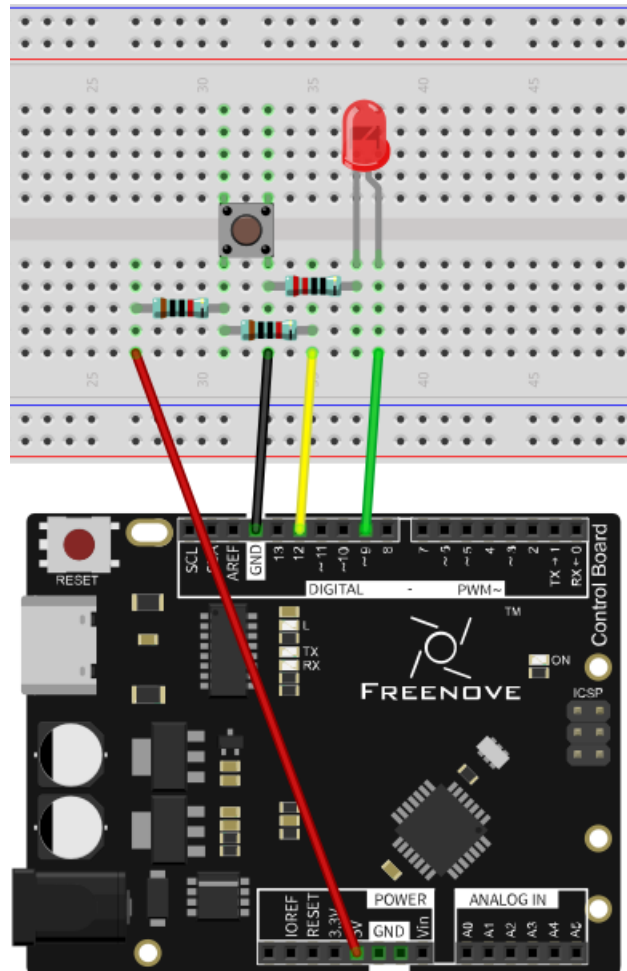 25 30 35 40 45
25 30 40 45
RESET
SCL
AREF
GND
13
12
~11
~10
~9
8
7
~6
~5
4
~3
2
TX→1
RX←0
DIGITAL - PWM~
Control Board
L
TX
RX
TM
FREENOVE
ON
ICSP
IOREF
RESET
3.3V
5V
POWER
GND
Vin
ANALOG IN
A0
A1
A2
A3
A4
A5